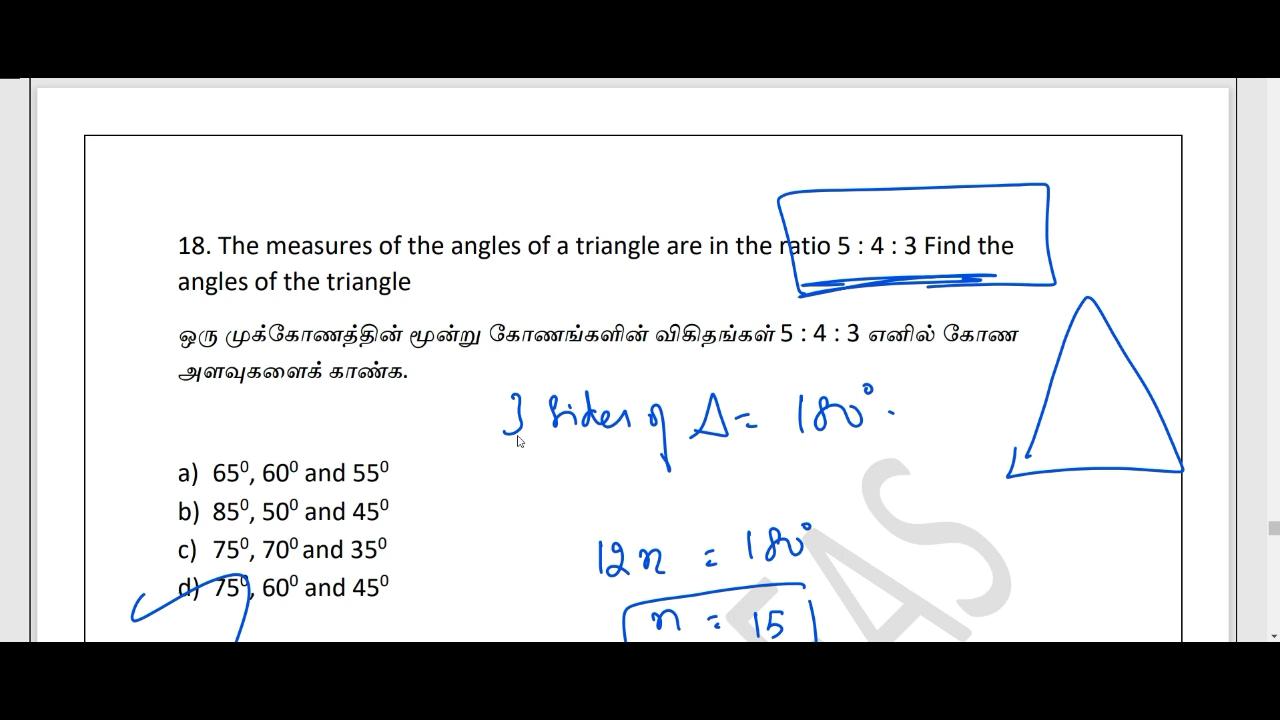 18. The measures of the angles of a triangle are in the ratio 5 : 4 : 3 Find the
angles of the triangle
ஒரு முக்கோணத்தின் மூன்று கோணங்களின் விகிதங்கள் 5 : 4 : 3 எனில் கோண
அளவுகளைக் காண்க.
3 sides of Δ = 180°.
a) 65⁰, 60⁰ and 55⁰
b) 85⁰, 50⁰ and 45⁰
c) 75⁰, 70⁰ and 35⁰
d) 75⁰, 60⁰ and 45⁰
12x = 180°
x = 15